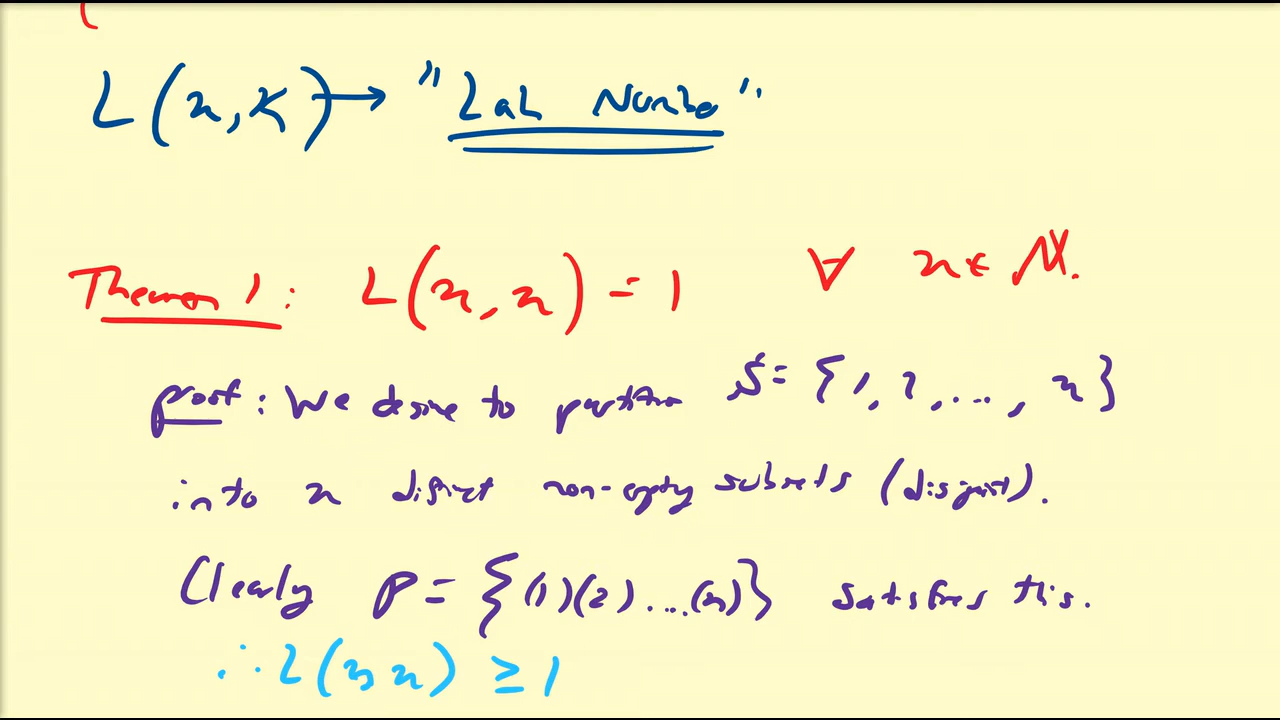 L(n,k) → "Lah Number"
Theorem 1: L(n,n) = 1 ∀ n ∈ ℕ.
proof: We desire to partition S = {1, 2, ..., n}
into n distinct non-empty subsets (disjoint).
Clearly P = {(1)(2)....(n)} satisfies this.
∴ L(n,n) ≥ 1